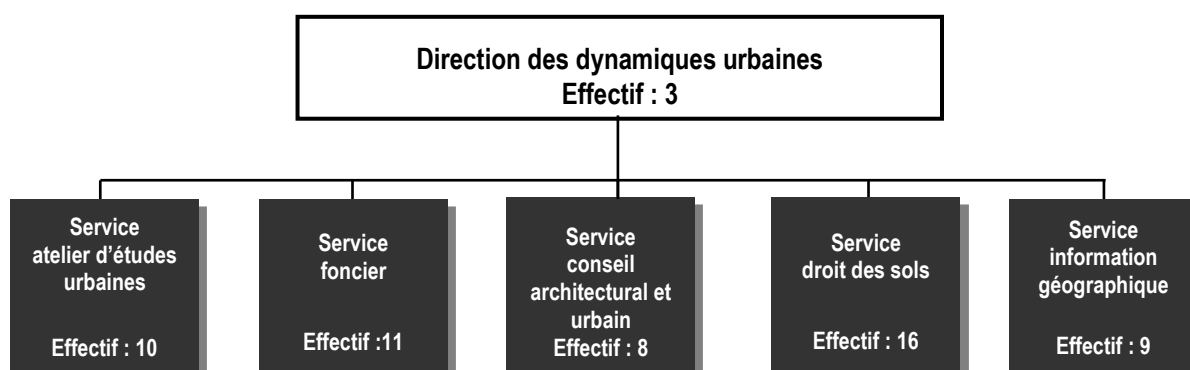 Direction des dynamiques urbaines
Effectif : 3
Service
atelier d'études
urbaines
Effectif : 10
Service
foncier
Effectif :11
Service
conseil
architectural et
urbain
Effectif : 8
Service
droit des sols
Effectif : 16
Service
information
géographique
Effectif : 9